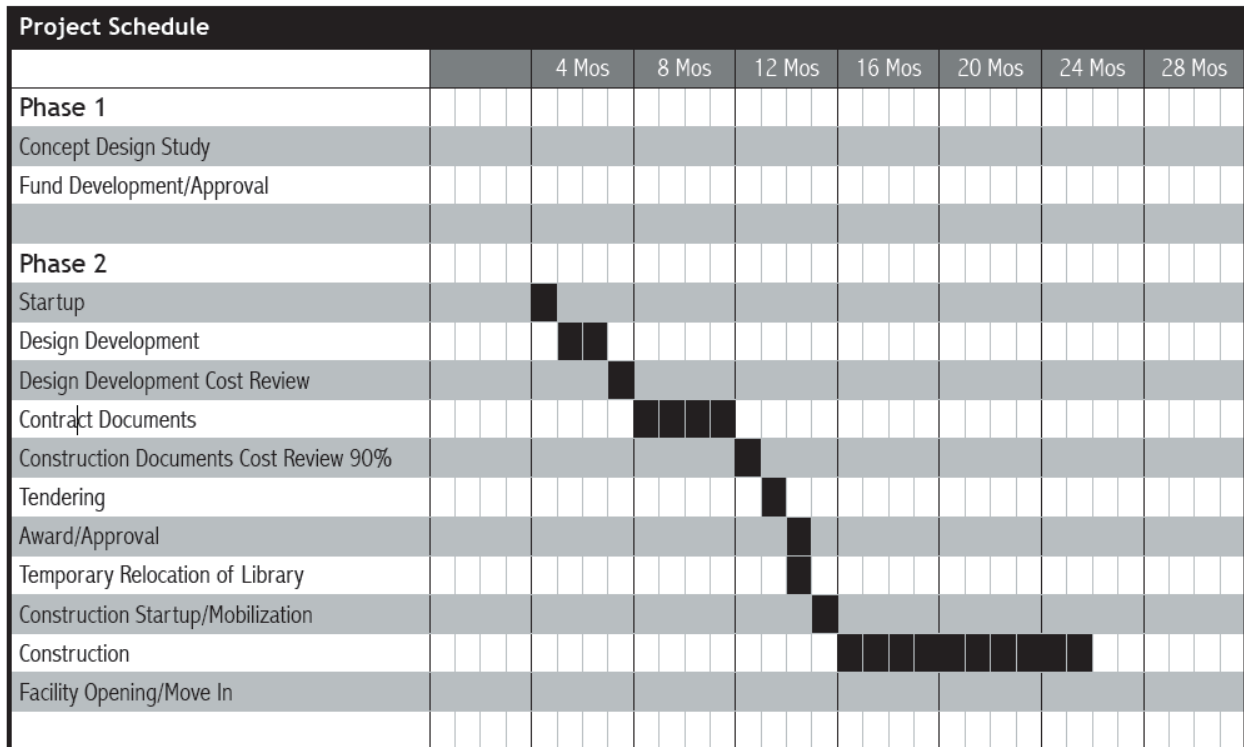 Project Schedule
4 Mos 8 Mos 12 Mos 16 Mos 20 Mos 24 Mos 28 Mos
Phase 1
Concept Design Study
Fund Development/Approval
Phase 2
Startup
Design Development
Design Development Cost Review
Contract Documents
Construction Documents Cost Review 90%
Tendering
Award/Approval
Temporary Relocation of Library
Construction Startup/Mobilization
Construction
Facility Opening/Move In